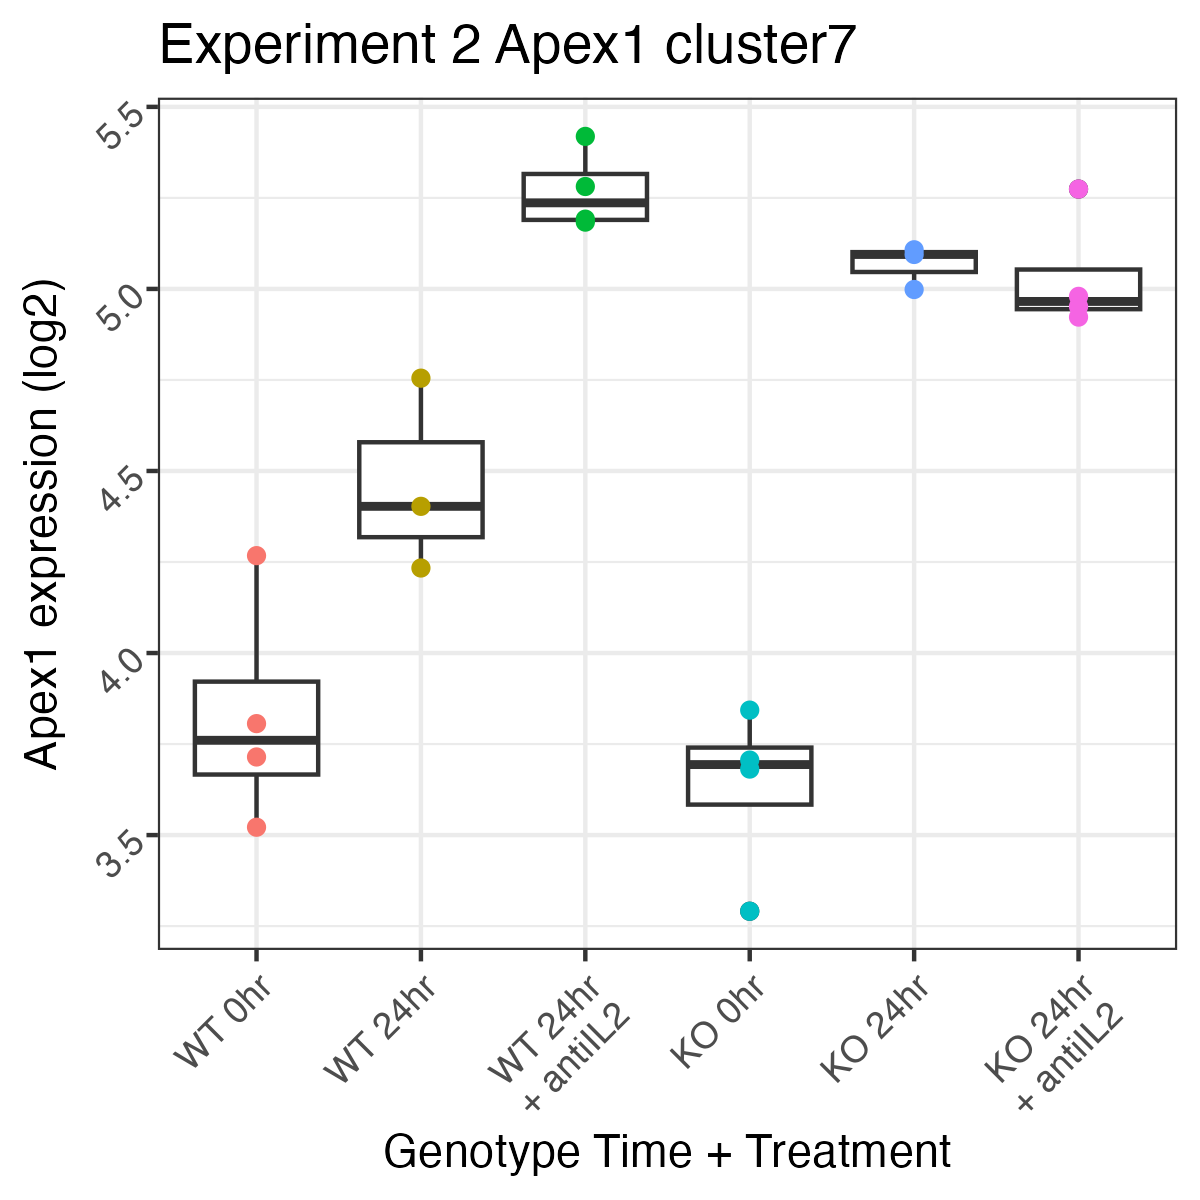 Experiment 2 Apex1 cluster7
Apex1 expression (log2)
5.5
5.0
4.5
4.0
3.5
WT 0hr
WT 24hr
WT 24hr
+ antiIL2
KO 0hr
KO 24hr
KO 24hr
+ antiIL2
Genotype Time + Treatment